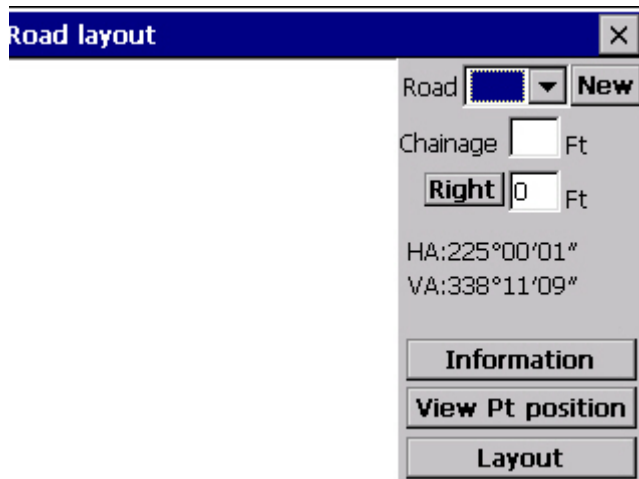 Road layout
Road New
Chainage Ft
Right 0 Ft
HA:225°00'01"
VA:338°11'09"
Information
View Pt position
Layout